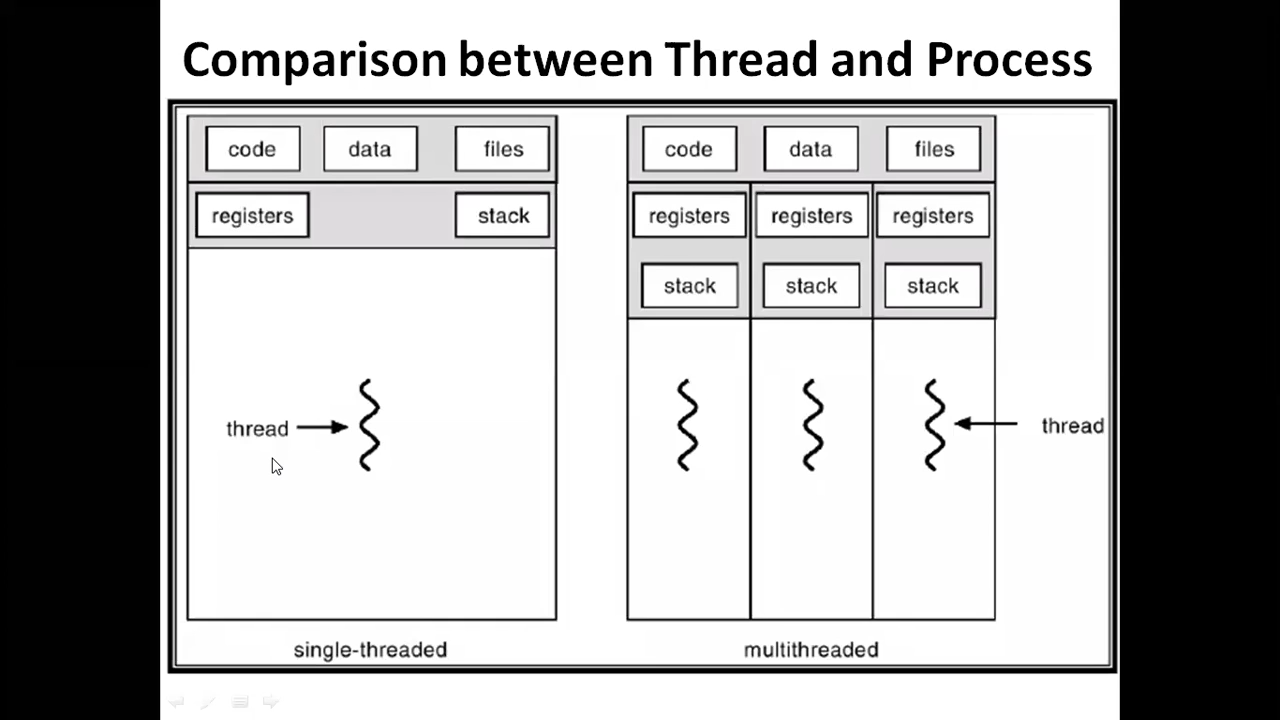 Comparison between Thread and Process
code data files code data files
registers stack registers registers registers
stack stack stack
thread thread
single-threaded multithreaded